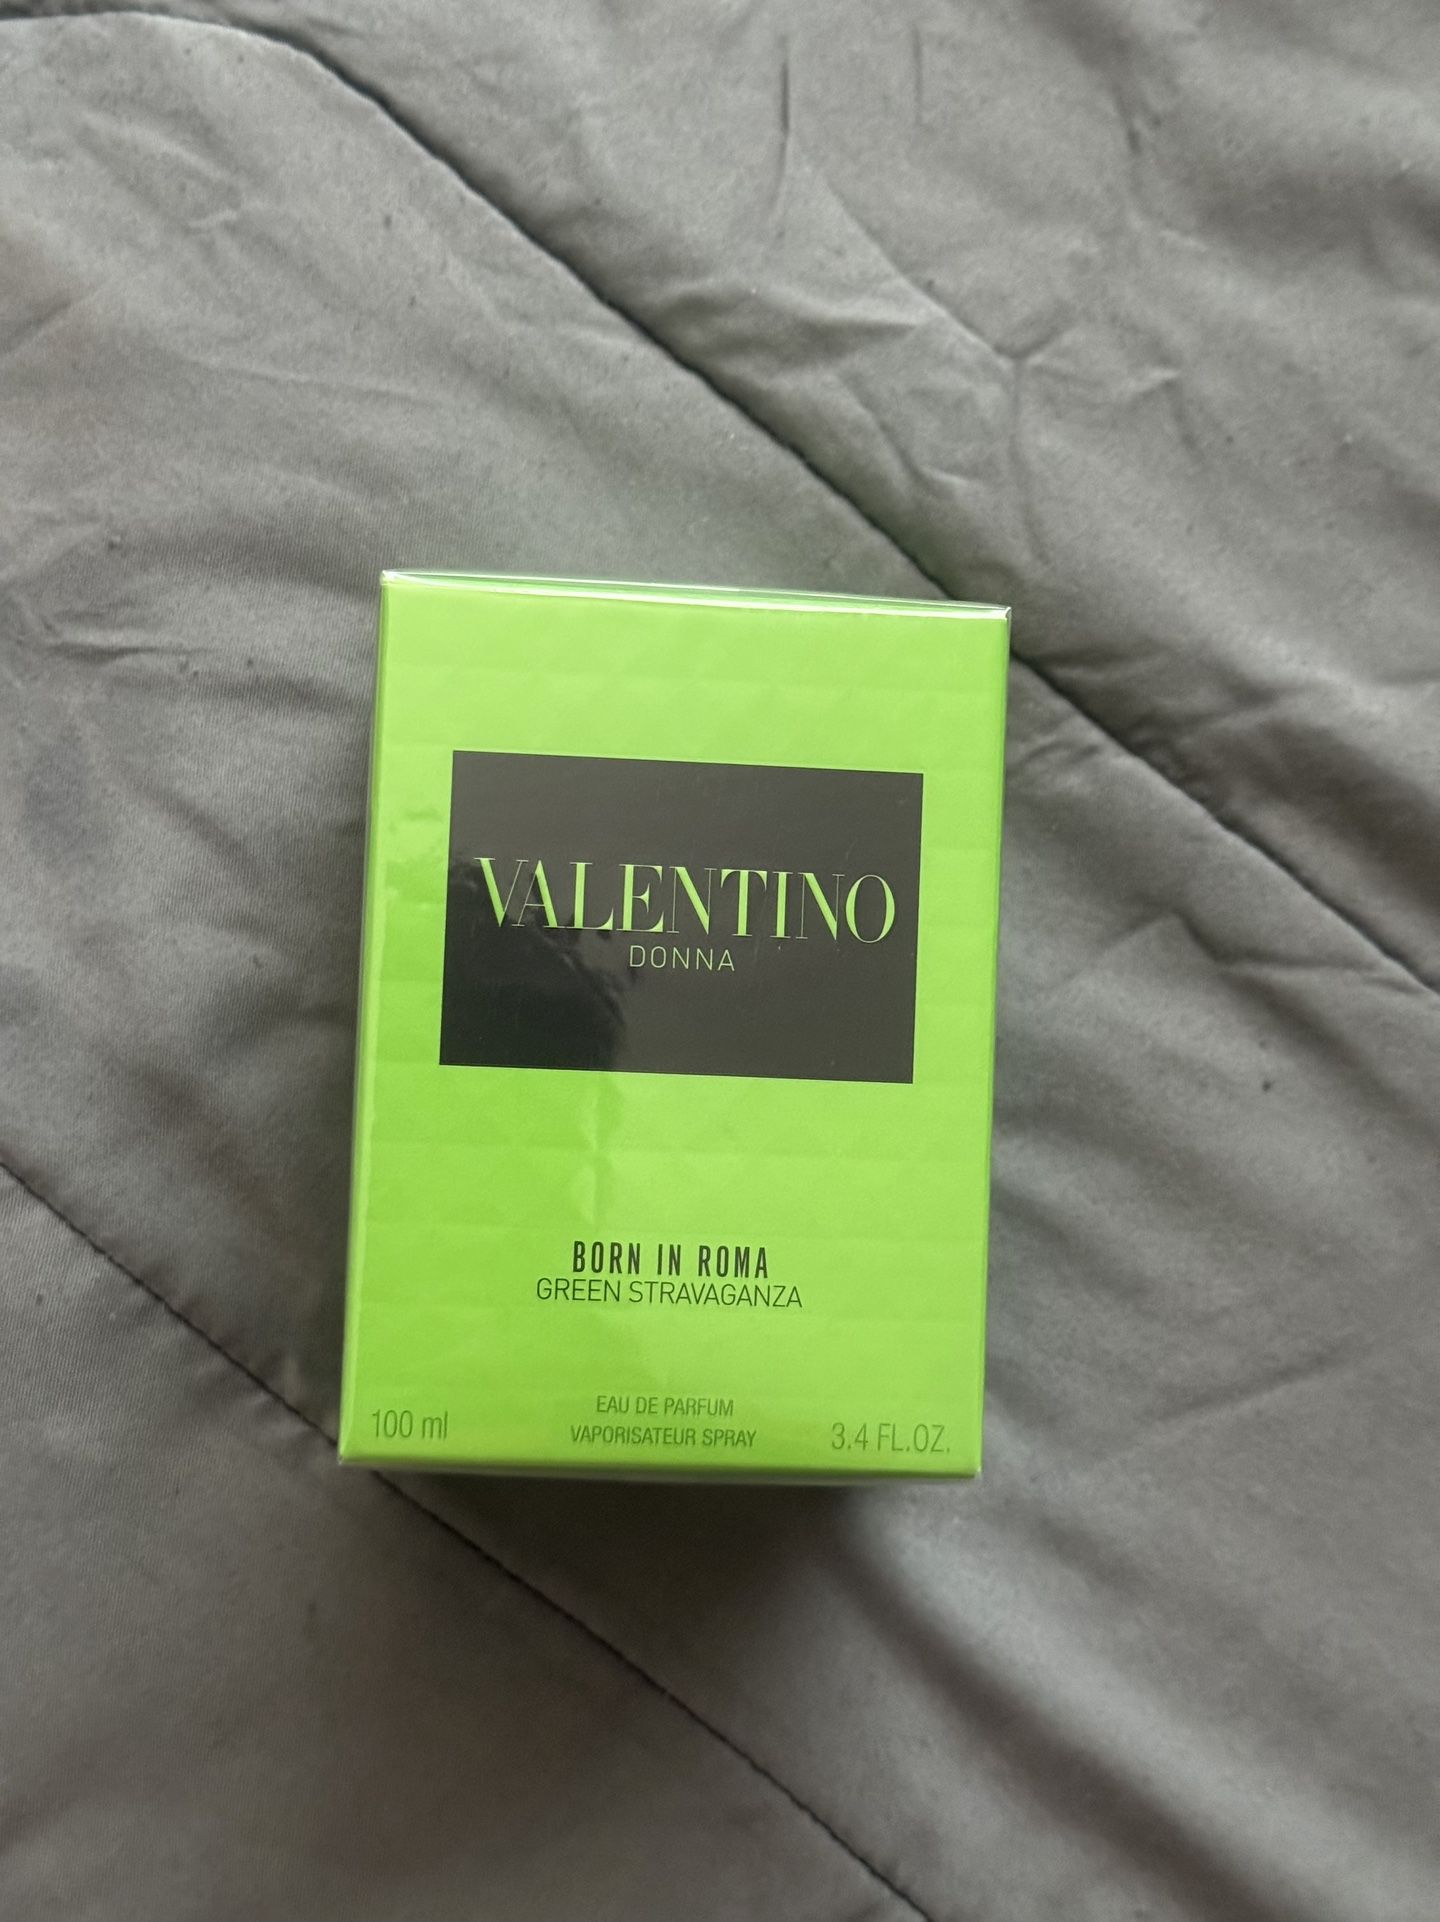 VALENTINO
DONNA
BORN IN ROMA
GREEN STRAVAGANZA
EAU DE PARFUM
100 ml VAPORISATEUR SPRAY 3.4 FL.OZ.